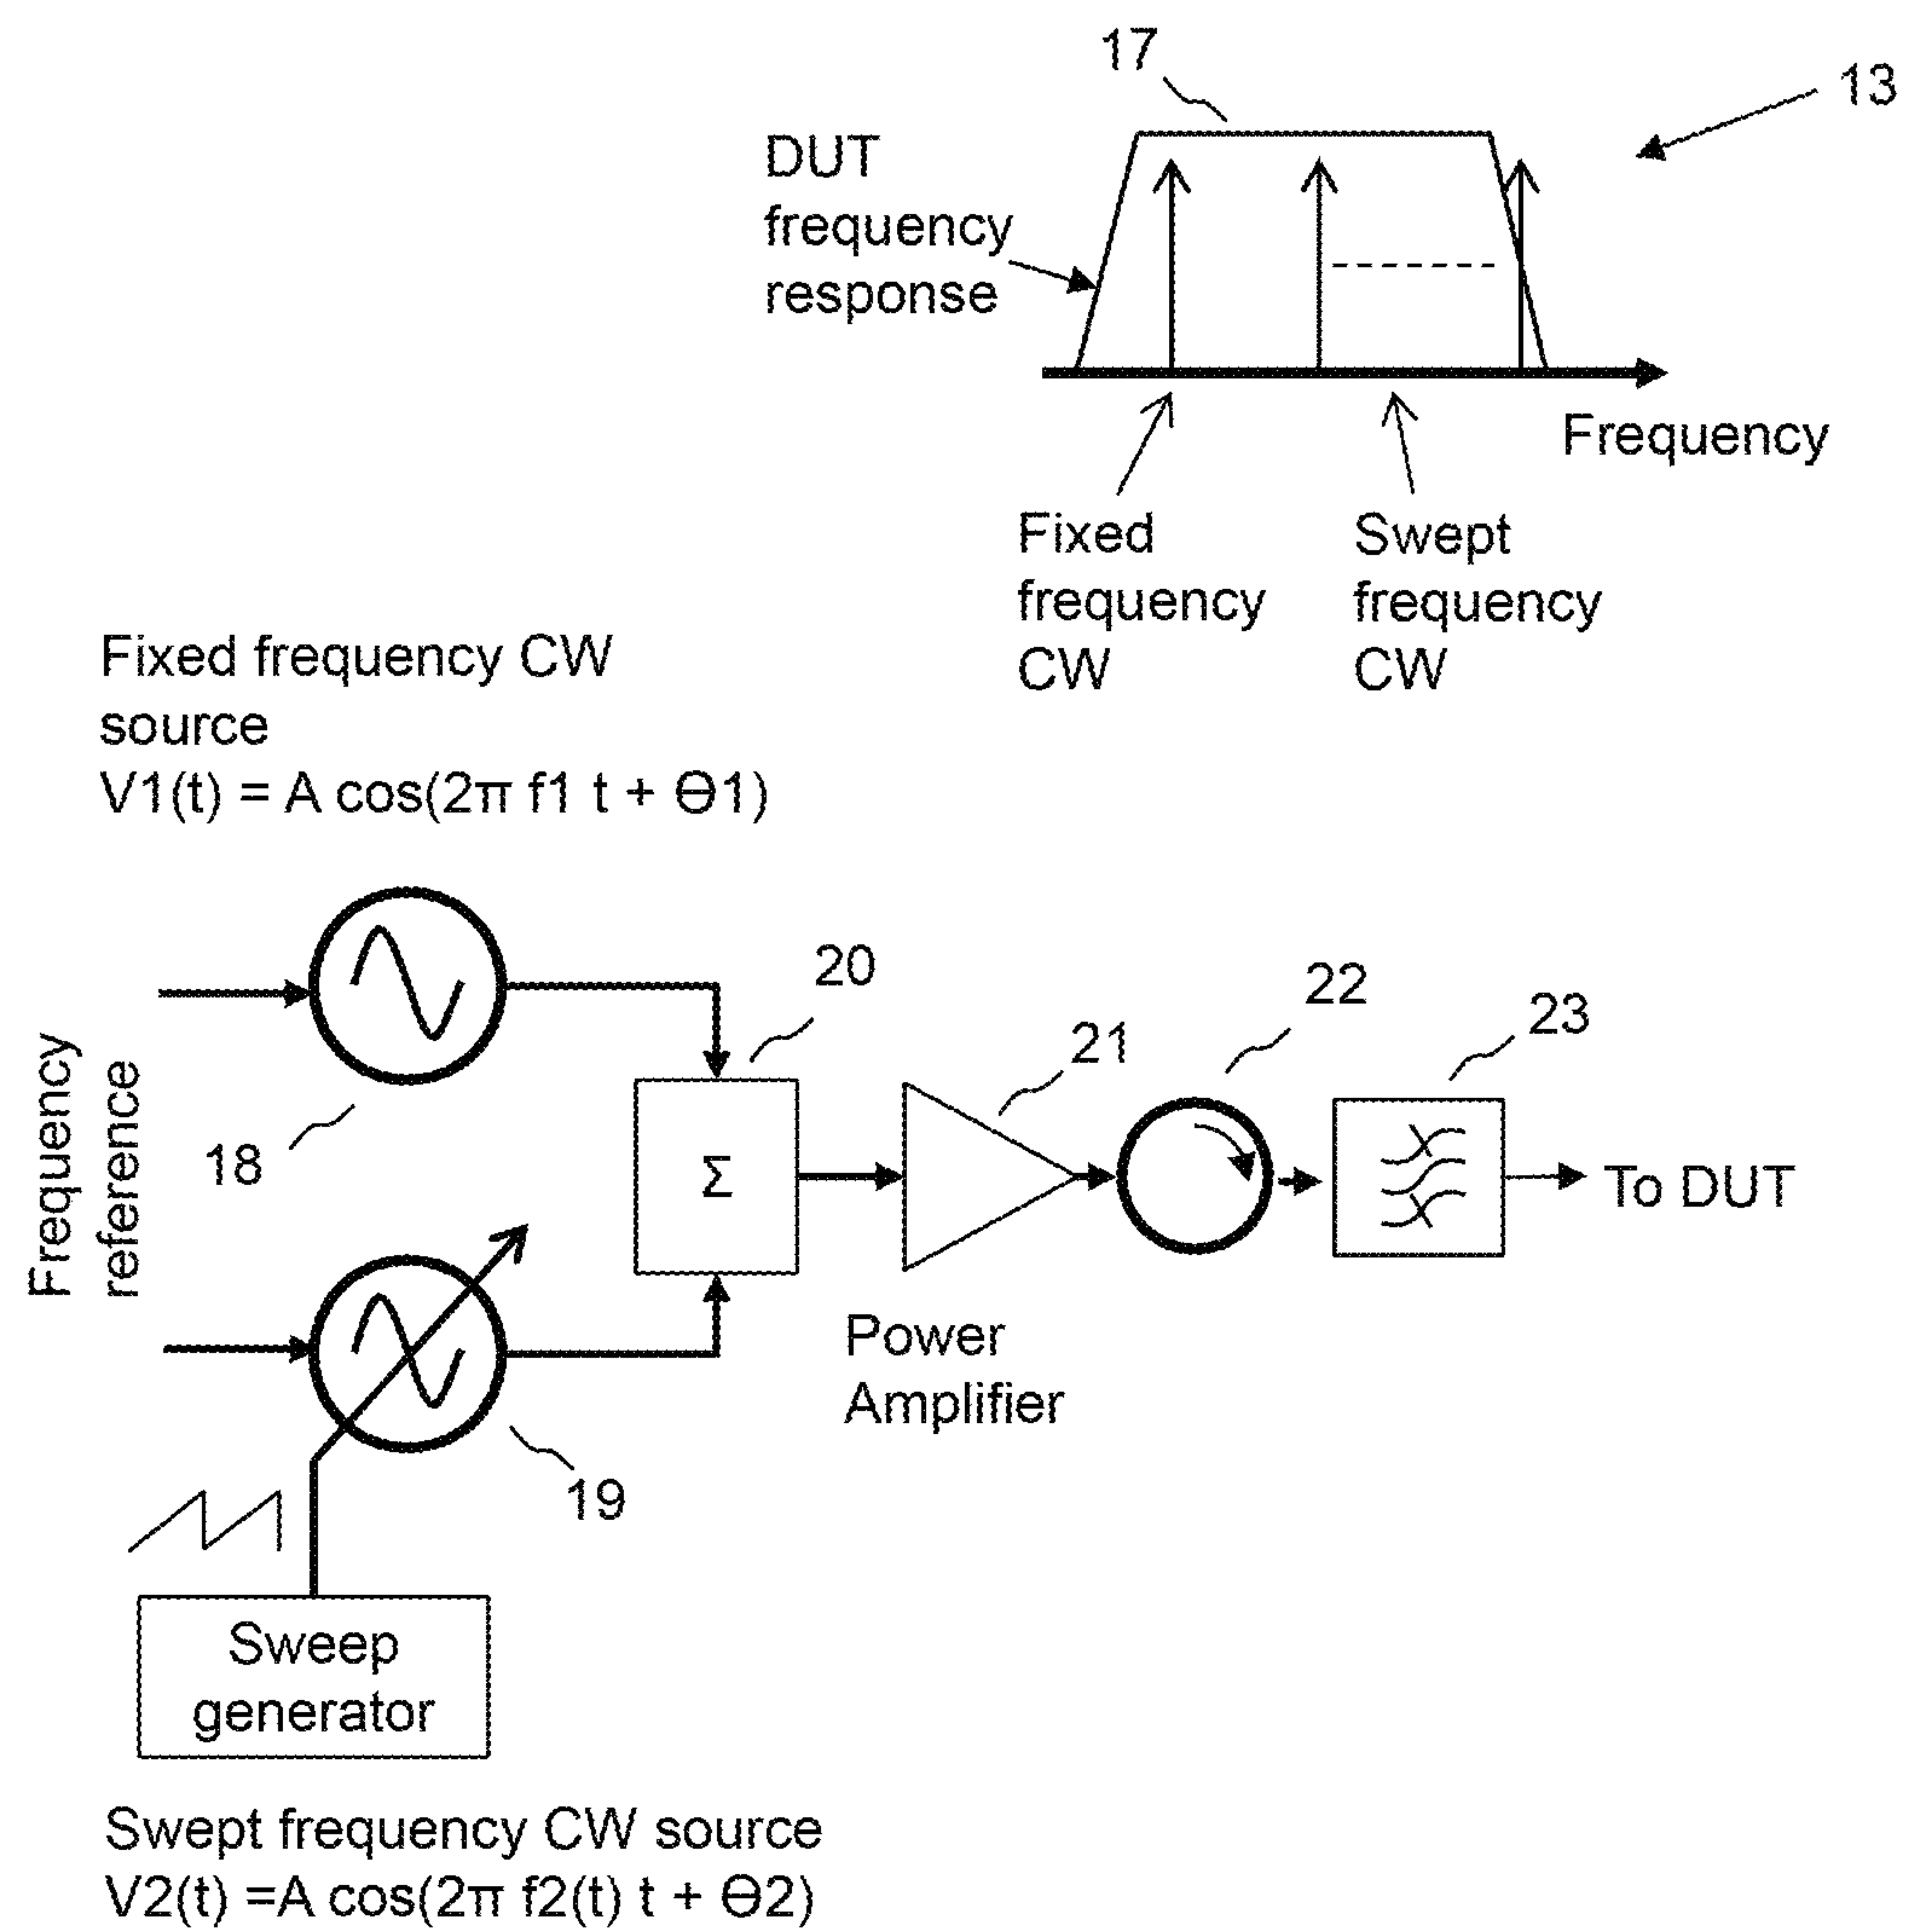 17
13
DUT
frequency
response
Frequency
Fixed
frequency
CW
Swept
frequency
CW
Fixed frequency CW
source
V1(t) = A cos(2π f1 t + Θ1)
Frequency
reference
18
20
21
22
23
Σ
To DUT
Power
Amplifier
19
Sweep
generator
Swept frequency CW source
V2(t) =A cos(2π f2(t) t + Θ2)